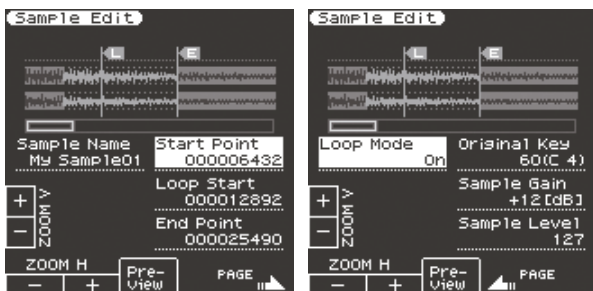 Sample Edit
L E
Sample Name Start Point
My Sample01 000006432
Loop Start
000012892
End Point
000025490
+
−
ZOOM V
ZOOM H
− +
Pre-
View
PAGE
Sample Edit
L E
Loop Mode Original Key
On 60(C 4)
Sample Gain
+12[dB]
Sample Level
127
+
−
ZOOM V
ZOOM H
− +
Pre-
View
PAGE